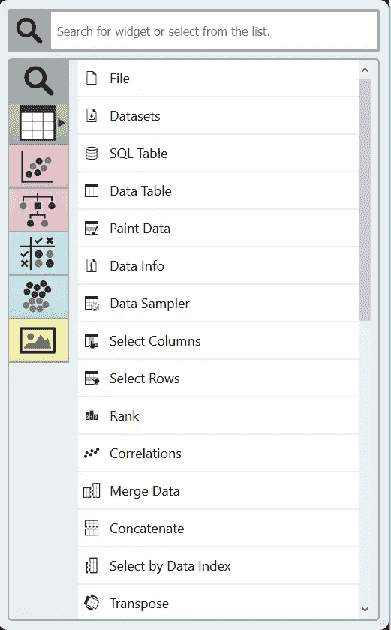 Search for widget or select from the list.
File
Datasets
SQL Table
Data Table
Paint Data
Data Info
Data Sampler
Select Columns
Select Rows
Rank
Correlations
Merge Data
Concatenate
Select by Data Index
Transpose